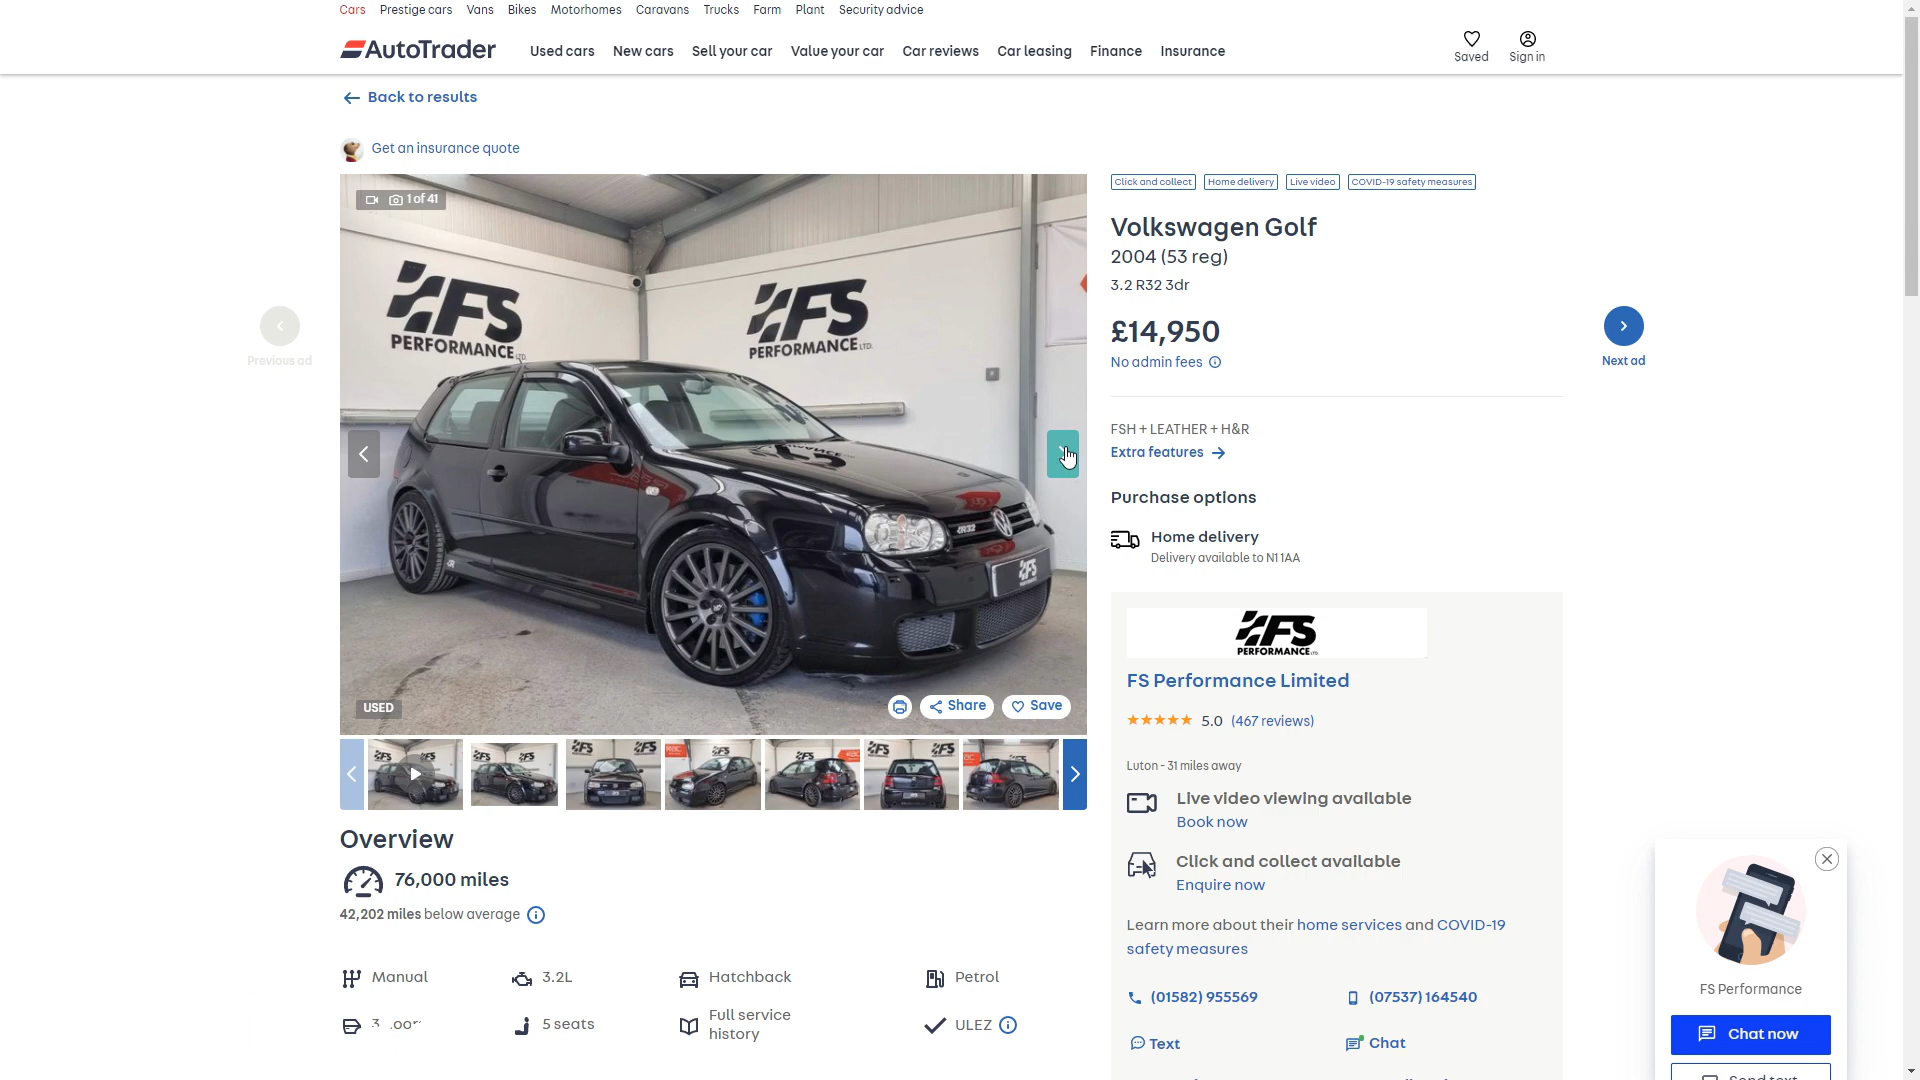 Cars Prestige cars Vans Bikes Motorhomes Caravans Trucks Farm Plant Security advice
AutoTrader
Used cars New cars Sell your car Value your car Car reviews Car leasing Finance Insurance
Saved Sign in
Back to results
Get an insurance quote
1 of 41
FS
PERFORMANCE LTD.
FS
PERFORMANCE LTD.
R32
FS
USED
Share
Save
Previous ad
Click and collect Home delivery Live video COVID-19 safety measures
Volkswagen Golf
2004 (53 reg)
3.2 R32 3dr
£14,950
No admin fees
Next ad
FSH + LEATHER + H&R
Extra features
Purchase options
Home delivery
Delivery available to N1 1AA
FS
PERFORMANCE LTD.
FS Performance Limited
5.0 (467 reviews)
Luton - 31 miles away
Live video viewing available
Book now
Click and collect available
Enquire now
Learn more about their home services and COVID-19
safety measures
(01582) 955569 (07537) 164540
Text Chat
Overview
76,000 miles
42,202 miles below average
Manual 3.2L Hatchback Petrol
5 seats Full service
history
ULEZ
FS Performance
Chat now